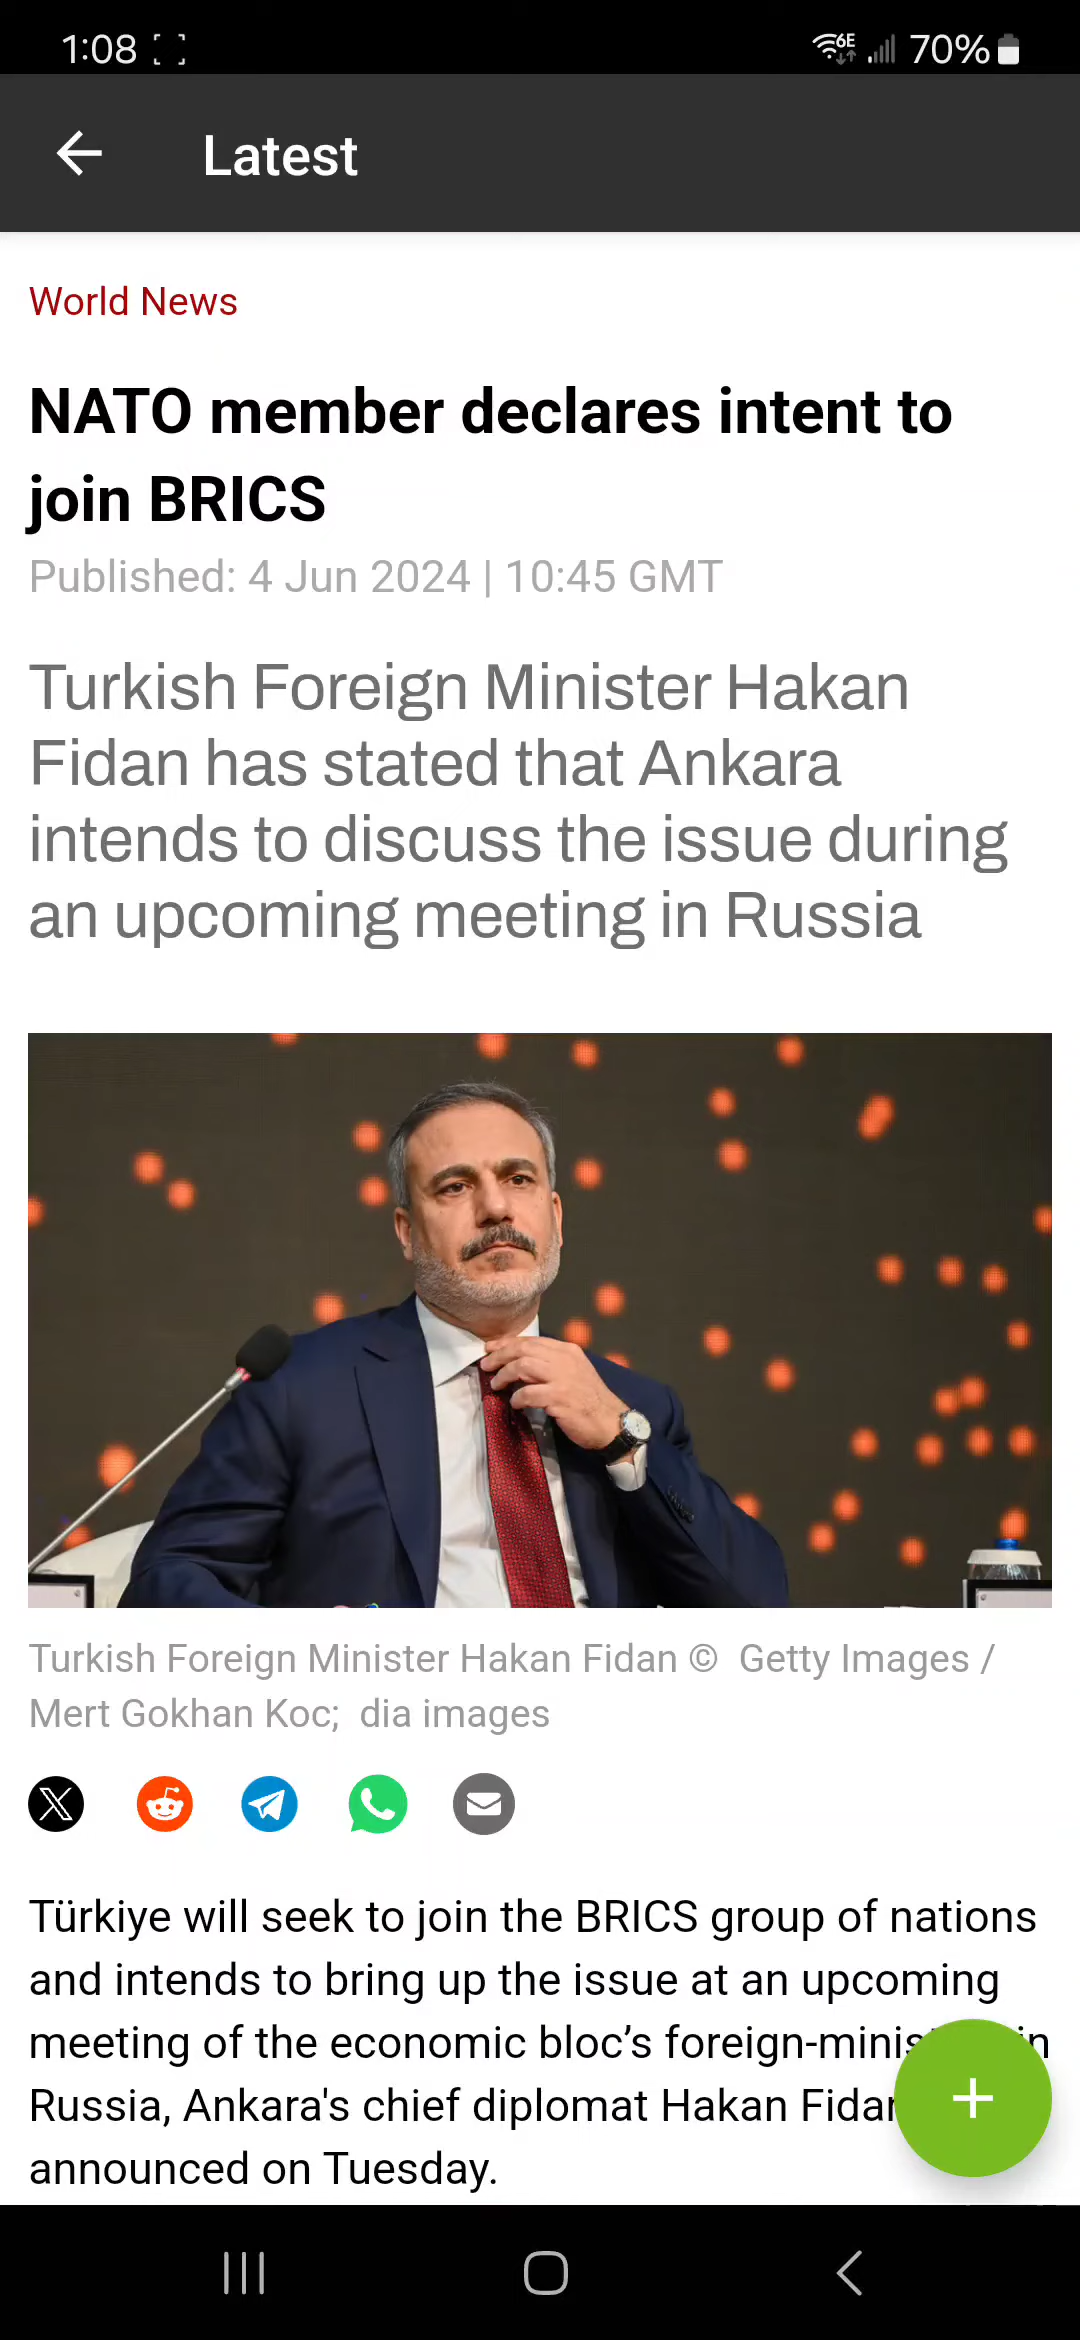 1:08
6E
70%
Latest
World News
NATO member declares intent to
join BRICS
Published: 4 Jun 2024 | 10:45 GMT
Turkish Foreign Minister Hakan
Fidan has stated that Ankara
intends to discuss the issue during
an upcoming meeting in Russia
Turkish Foreign Minister Hakan Fidan © Getty Images /
Mert Gokhan Koc; dia images
Türkiye will seek to join the BRICS group of nations
and intends to bring up the issue at an upcoming
meeting of the economic bloc’s
Russia, Ankara's chief diplomat Hakan
announced on Tuesday.